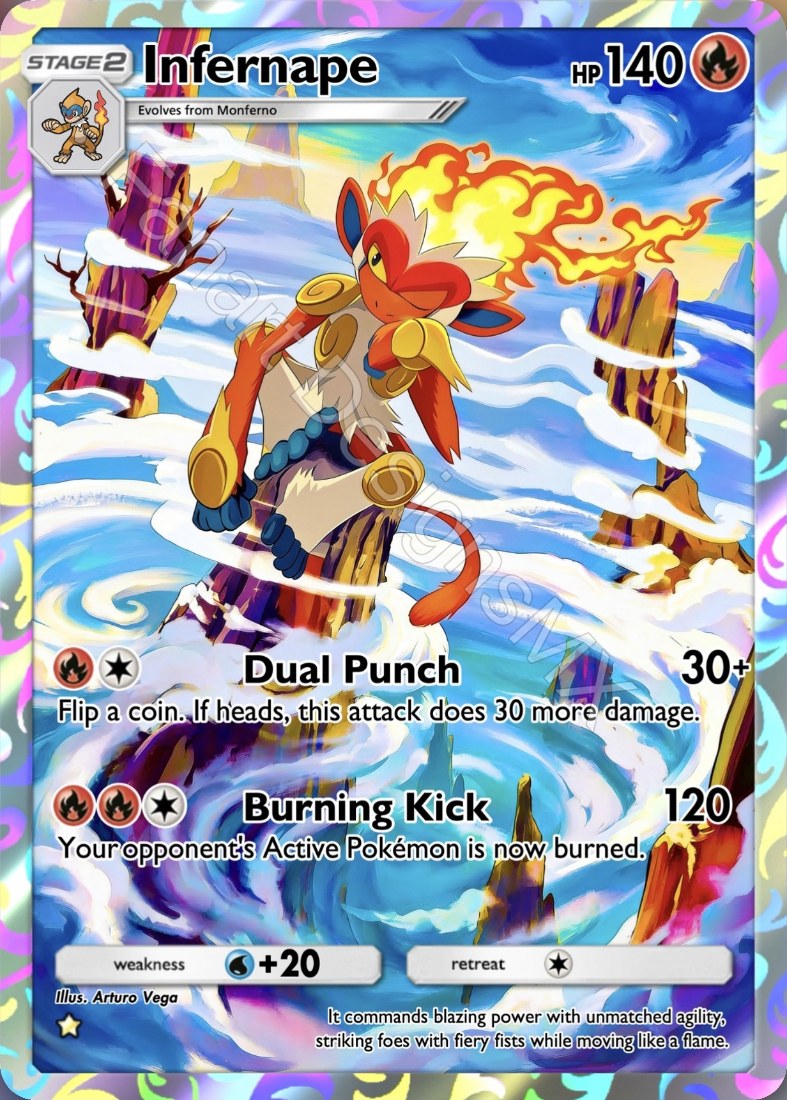 STAGE2 Infernape HP 140
Evolves from Monferno
Dual Punch 30+
Flip a coin. If heads, this attack does 30 more damage.
Burning Kick 120
Your opponent's Active Pokémon is now burned.
weakness +20 retreat
Illus. Arturo Vega
It commands blazing power with unmatched agility,
striking foes with fiery fists while moving like a flame.